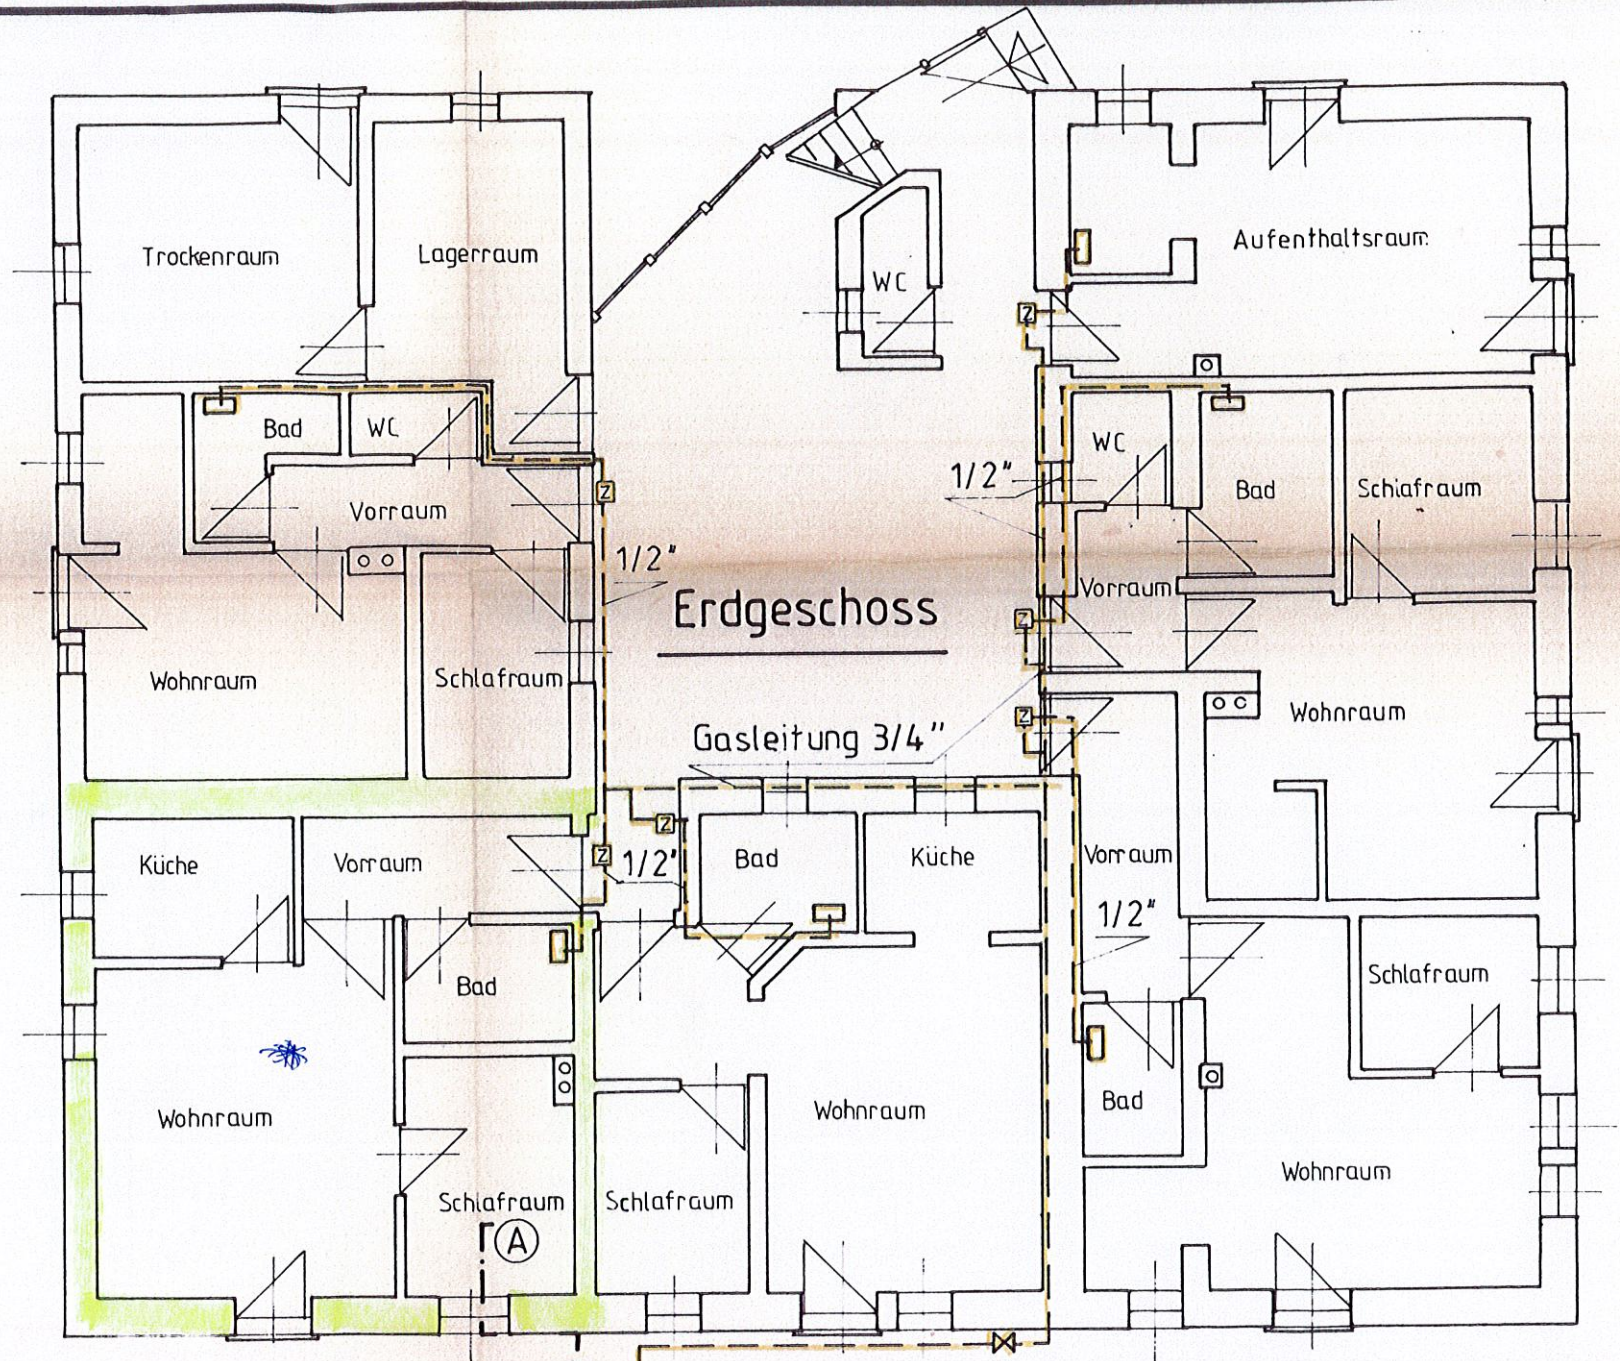 Trockenraum
Lagerraum
WC
Aufenthaltsraum
Z
Bad
WC
Vorraum
Z
1/2"
WC
Bad
Schlafraum
1/2"
Erdgeschoss
Vorraum
Z
Wohnraum
Schlafraum
Gasleitung 3/4"
Z
Wohnraum
Küche
Vorraum
Z
1/2"
Z
Bad
Küche
Vorraum
1/2"
Bad
Schlafraum
Wohnraum
Schlafraum
A
Schlafraum
Wohnraum
Bad
Wohnraum